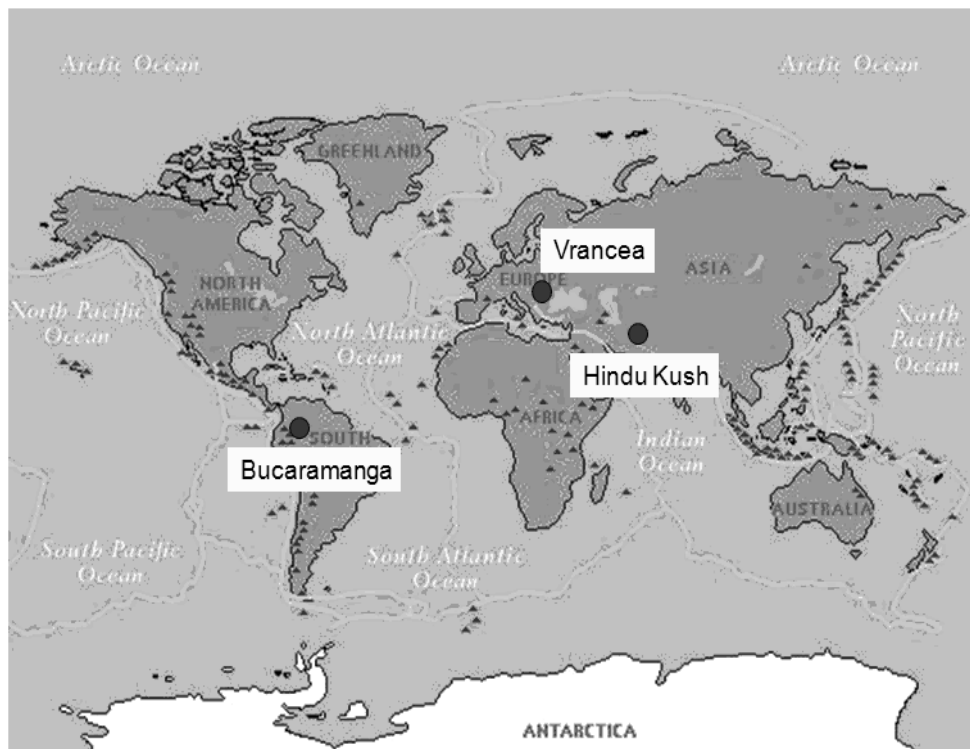 Arctic Ocean
Arctic Ocean
GREENLAND
Vrancea
EUROPE
ASIA
NORTH
AMERICA
North Pacific
Ocean
North Atlantic
Ocean
North
Pacific
Ocean
Hindu Kush
AFRICA
SOUTH
Bucaramanga
Indian
Ocean
AUSTRALIA
South Pacific
Ocean
South Atlantic
Ocean
ANTARCTICA